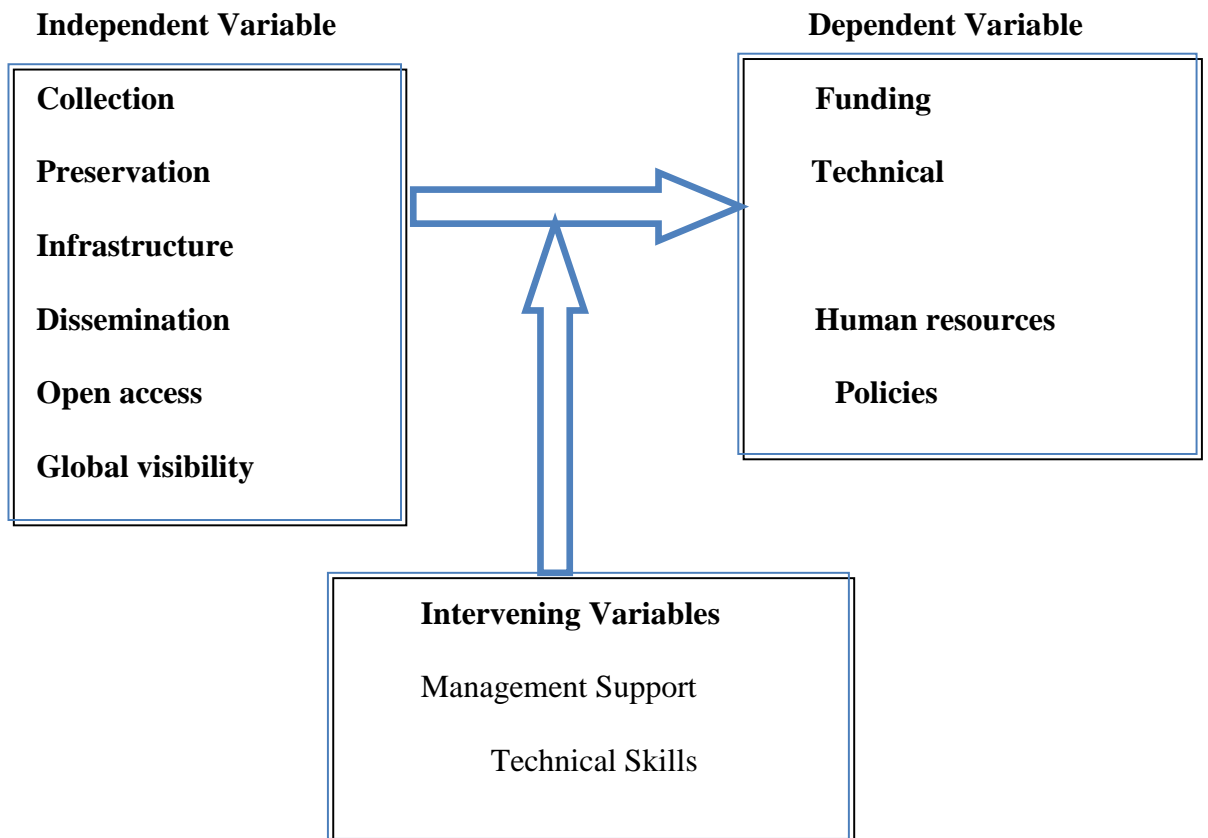 Independent Variable
Collection
Preservation
Infrastructure
Dissemination
Open access
Global visibility
Dependent Variable
Funding
Technical
Human resources
Policies
Intervening Variables
Management Support
Technical Skills